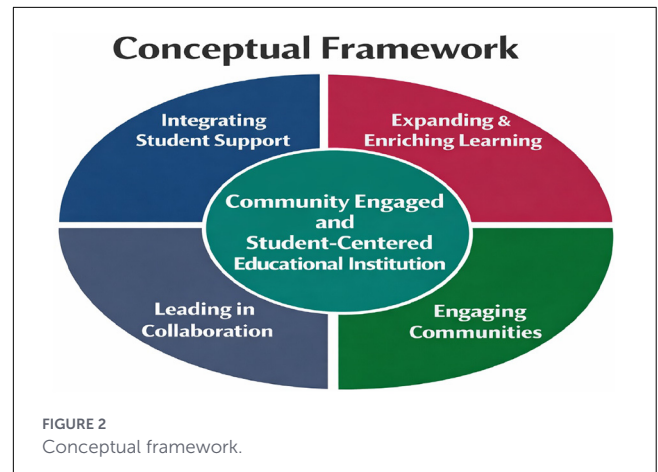 Conceptual Framework
Integrating
Student Support
Expanding &
Enriching Learning
Community Engaged
and
Student-Centered
Educational Institution
Leading in
Collaboration
Engaging
Communities
FIGURE 2
Conceptual framework.